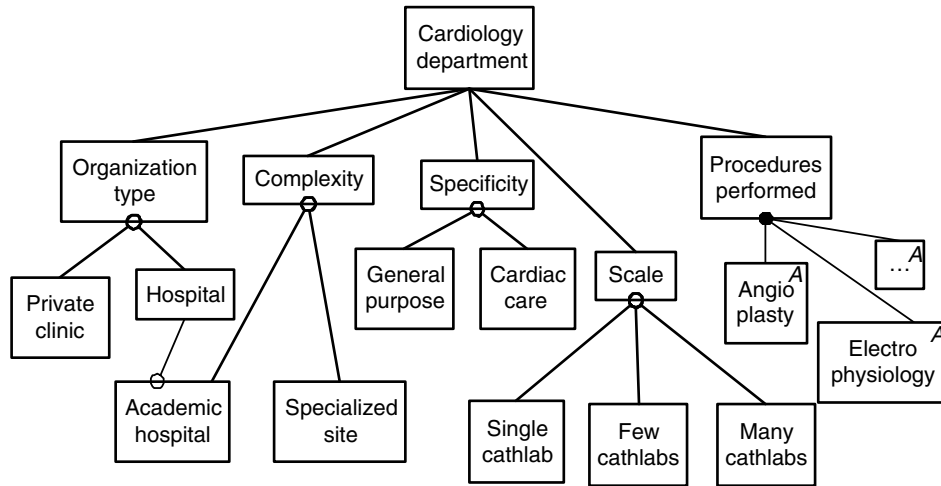 Cardiology
department
Organization
type
Complexity
Specificity
Procedures
performed
Private
clinic
Hospital
General
purpose
Cardiac
care
Scale
Angio
plasty
A
... A
Electro
physiology
A
Academic
hospital
Specialized
site
Single
cathlab
Few
cathlabs
Many
cathlabs